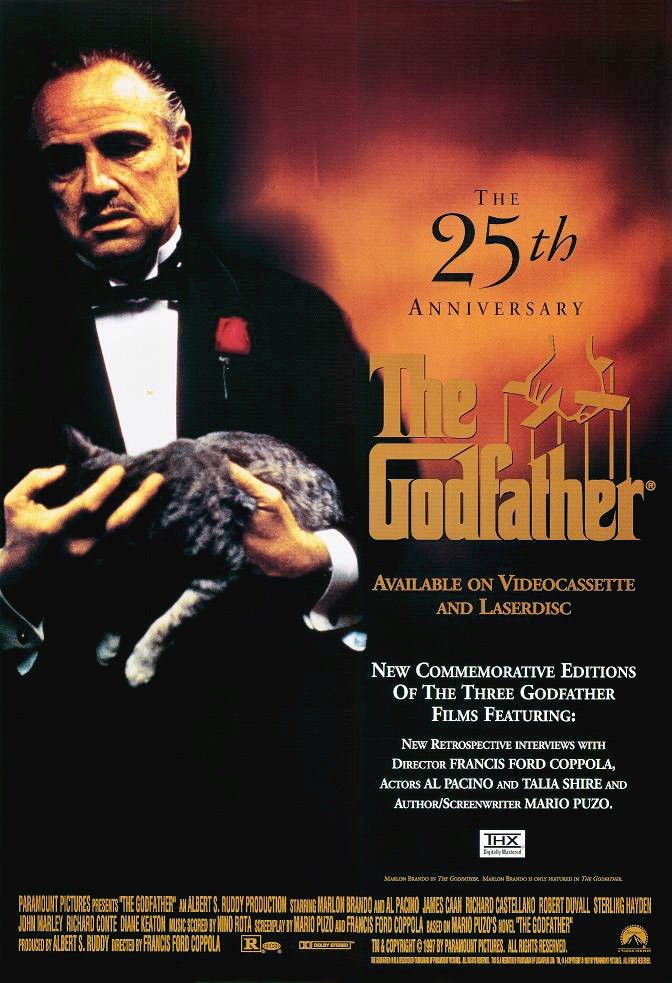 THE
25th
ANNIVERSARY
The
Godfather®
AVAILABLE ON VIDEOCASSETTE
AND LASERDISC
NEW COMMEMORATIVE EDITIONS
OF THE THREE GODFATHER
FILMS FEATURING:
NEW RETROSPECTIVE INTERVIEWS WITH
DIRECTOR FRANCIS FORD COPPOLA,
ACTORS AL PACINO AND TALIA SHIRE AND
AUTHOR/SCREENWRITER MARIO PUZO.
THX
Digitally Mastered
MARLON BRANDO IN THE GODFATHER. MARLON BRANDO IS ONLY FEATURED IN THE GODFATHER.
PARAMOUNT PICTURES PRESENTS "THE GODFATHER" AN ALBERT S. RUDDY PRODUCTION STARRING MARLON BRANDO AND AL PACINO JAMES CAAN RICHARD CASTELLANO ROBERT DUVALL STERLING HAYDEN
JOHN MARLEY RICHARD CONTE DIANE KEATON MUSIC SCORED BY NINO ROTA SCREENPLAY BY MARIO PUZO AND FRANCIS FORD COPPOLA BASED ON MARIO PUZO'S NOVEL "THE GODFATHER"
PRODUCED BY ALBERT S. RUDDY DIRECTED BY FRANCIS FORD COPPOLA R DOLBY STEREO TM & COPYRIGHT © 1997 BY PARAMOUNT PICTURES. ALL RIGHTS RESERVED.